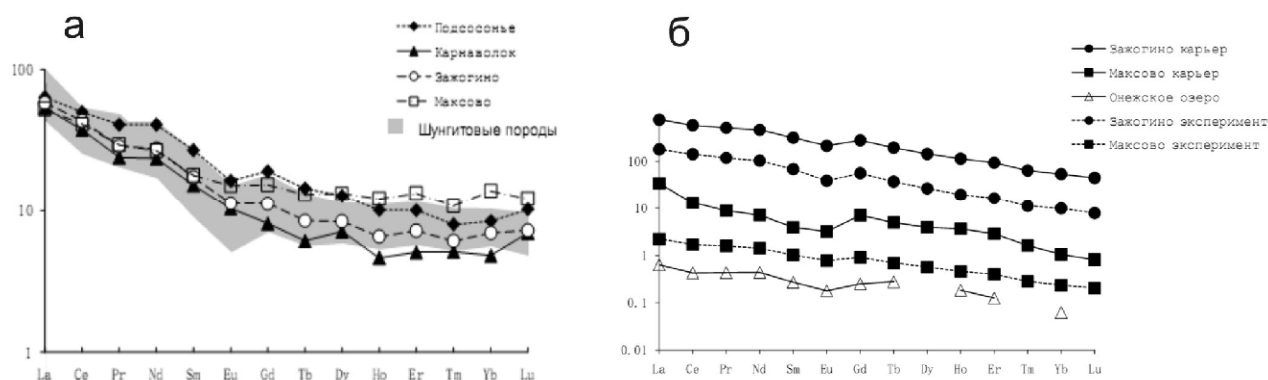 а
Подсосонье
Карнаволок
Зажогино
Максово
Шунгитовые породы
100
10
1
La Ce Pr Nd Sm Eu Gd Tb Dy Ho Er Tm Yb Lu
б
Зажогино карьер
Максово карьер
Онежское озеро
Зажогино эксперимент
Максово эксперимент
100
10
1
0.1
0.01
La Ce Pr Nd Sm Eu Gd Tb Dy Ho Er Tm Yb Lu